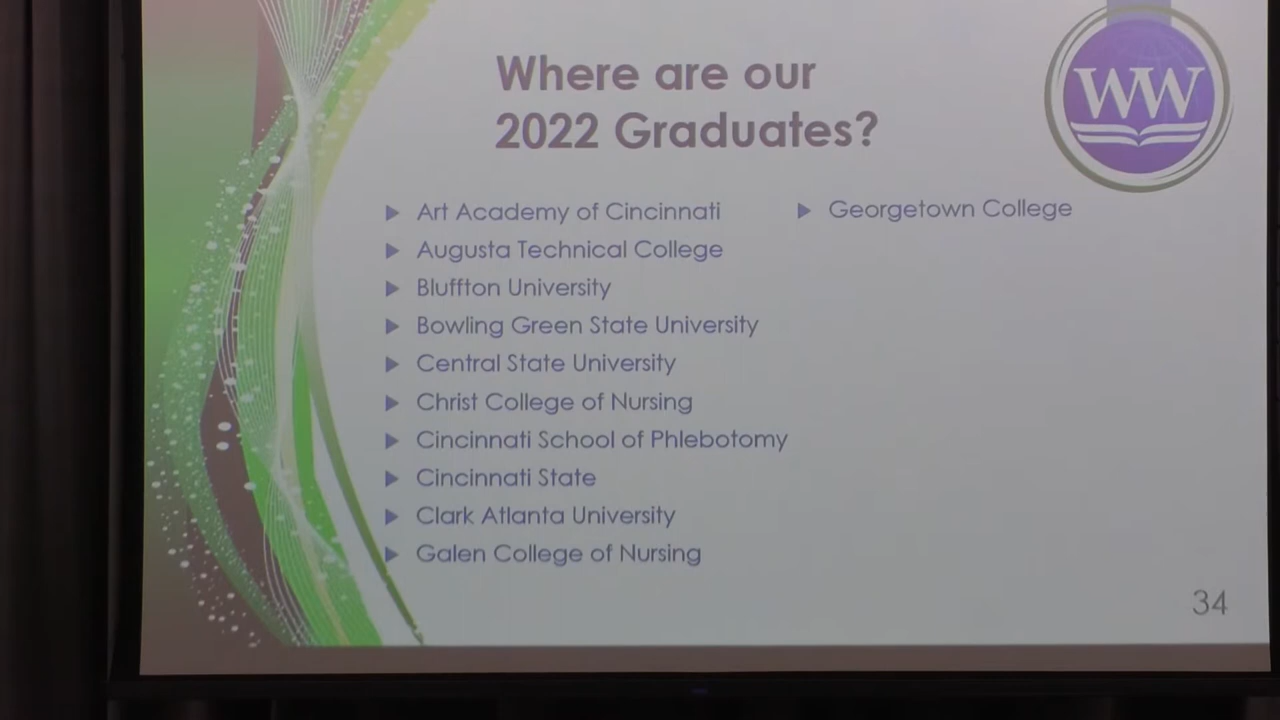 Where are our
2022 Graduates?
WW
Art Academy of Cincinnati
Augusta Technical College
Bluffton University
Bowling Green State University
Central State University
Christ College of Nursing
Cincinnati School of Phlebotomy
Cincinnati State
Clark Atlanta University
Galen College of Nursing
Georgetown College
34